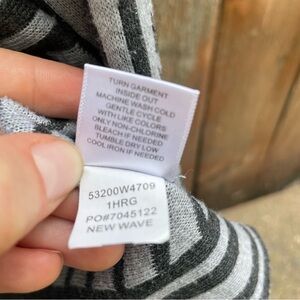 TURN GARMENT
INSIDE OUT
MACHINE WASH COLD
GENTLE CYCLE
WITH LIKE COLORS
ONLY NON-CHLORINE
BLEACH IF NEEDED
TUMBLE DRY LOW
COOL IRON IF NEEDED
53200W4709
1HRG
PO#7045122
NEW WAVE